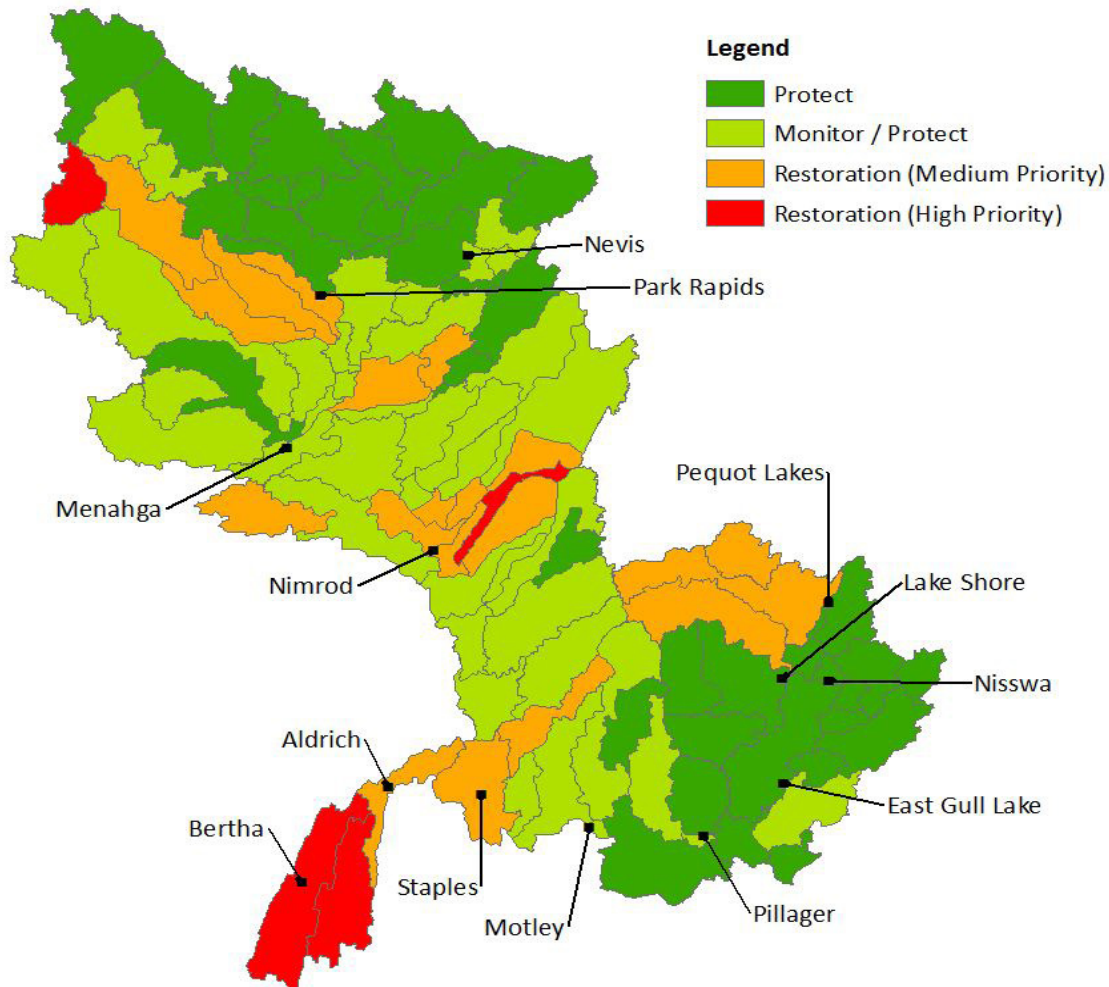 Legend
Protect
Monitor / Protect
Restoration (Medium Priority)
Restoration (High Priority)
Nevis
Park Rapids
Pequot Lakes
Menahga
Lake Shore
Nimrod
Nisswa
Aldrich
East Gull Lake
Bertha
Staples
Pillager
Motley